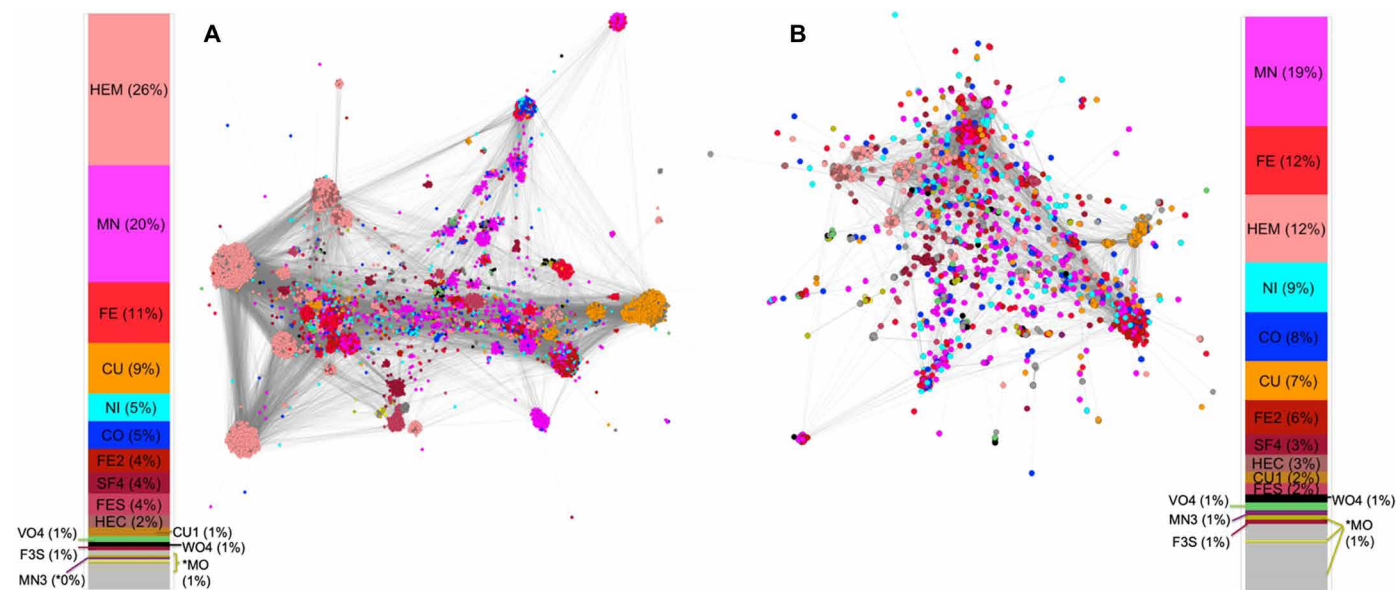 A
HEM (26%)
MN (20%)
FE (11%)
CU (9%)
NI (5%)
CO (5%)
FE2 (4%)
SF4 (4%)
FES (4%)
HEC (2%)
VO4 (1%)
CU1 (1%)
WO4 (1%)
F3S (1%)
*MO
(1%)
MN3 (*0%)
B
MN (19%)
FE (12%)
HEM (12%)
NI (9%)
CO (8%)
CU (7%)
FE2 (6%)
SF4 (3%)
HEC (3%)
CU1 (2%)
FES (2%)
VO4 (1%)
WO4 (1%)
MN3 (1%)
*MO
(1%)
F3S (1%)